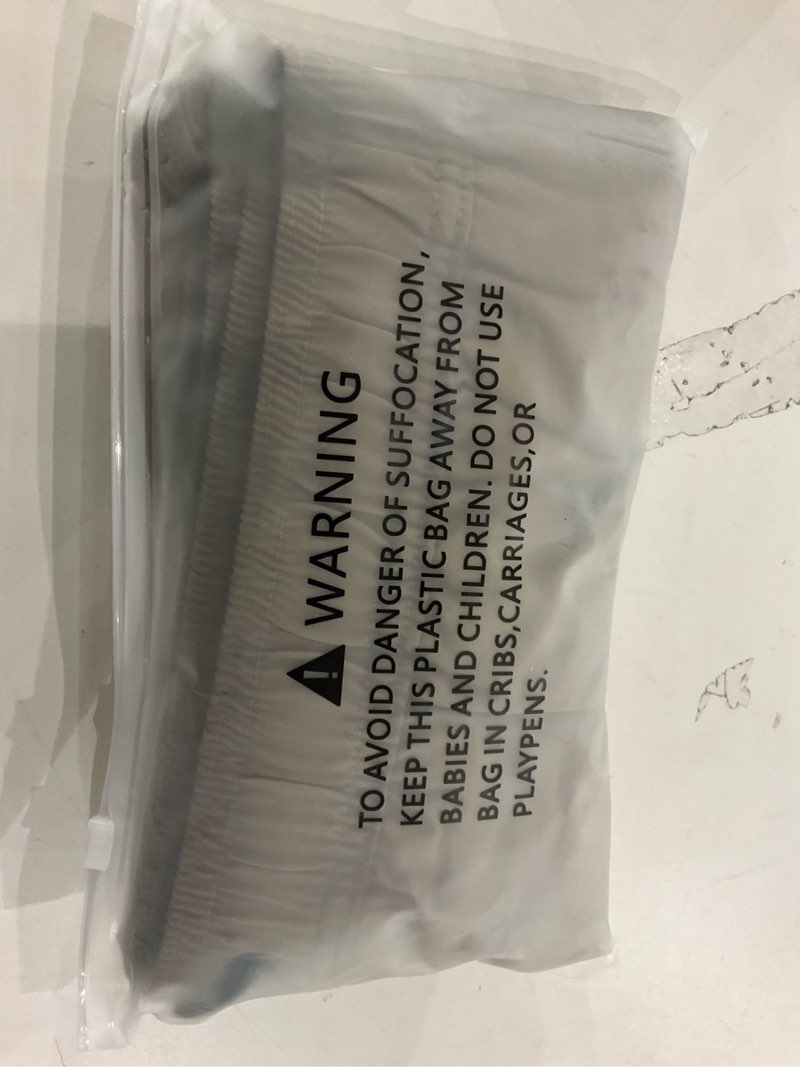 WARNING
TO AVOID DANGER OF SUFFOCATION,
KEEP THIS PLASTIC BAG AWAY FROM
BABIES AND CHILDREN. DO NOT USE
BAG IN CRIBS,CARRIAGES,OR
PLAYPENS.